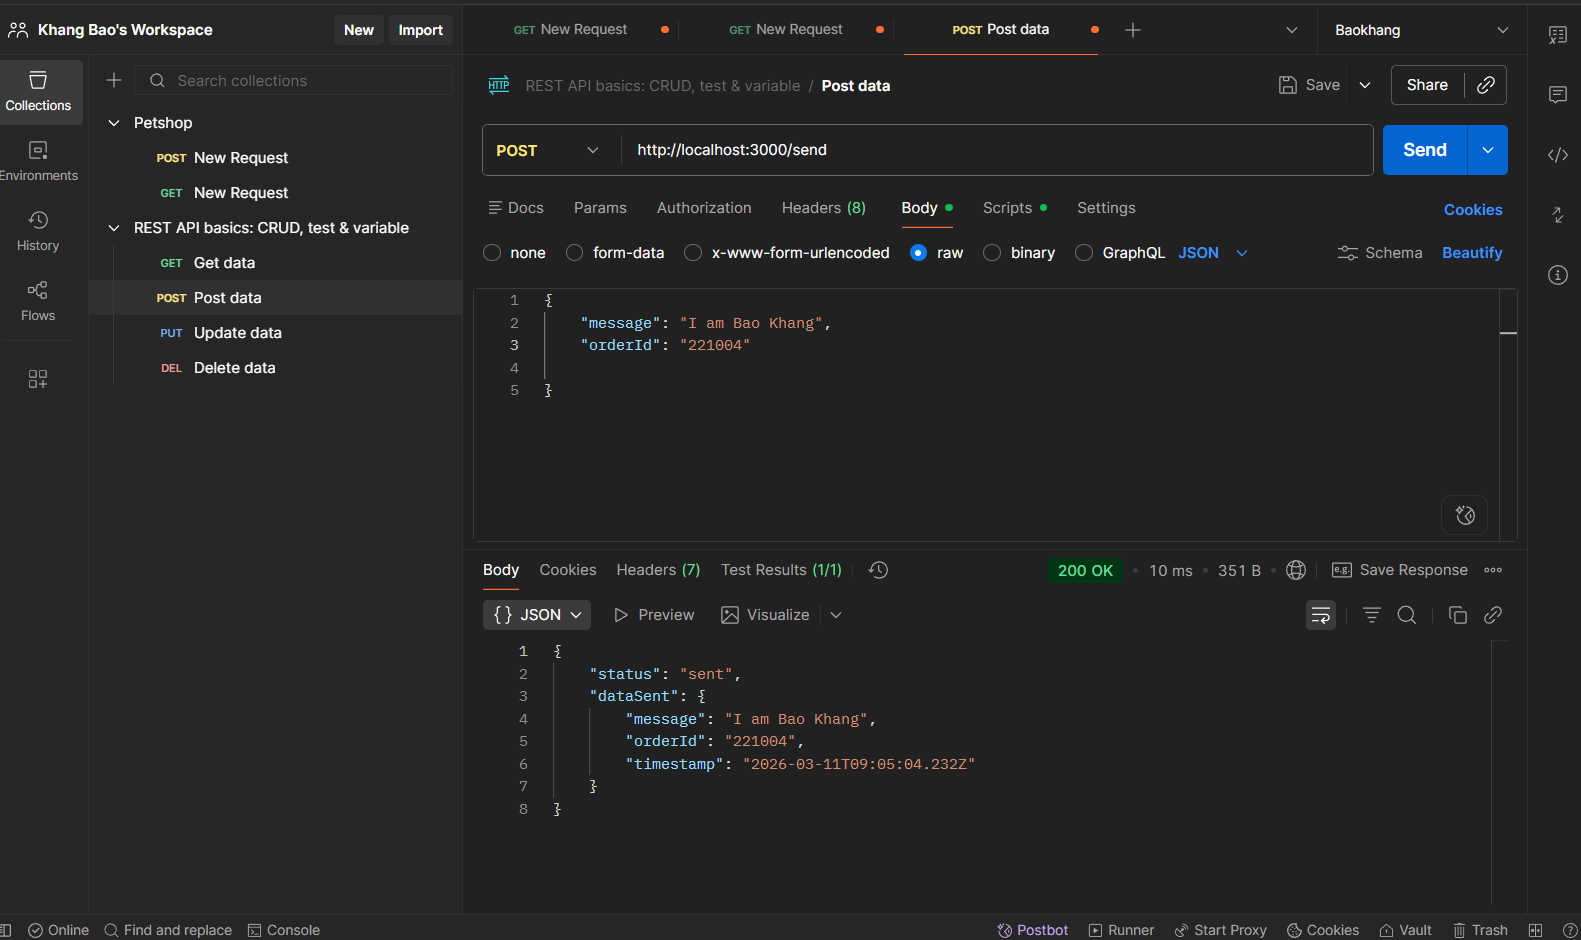 Khang Bao's Workspace
New
Import
GET New Request
GET New Request
POST Post data
Baokhang
Collections
Environments
History
Flows
Search collections
Petshop
POST New Request
GET New Request
REST API basics: CRUD, test & variable
GET Get data
POST Post data
PUT Update data
DEL Delete data
HTTP REST API basics: CRUD, test & variable / Post data
Save
Share
POST
http://localhost:3000/send
Send
Docs Params Authorization Headers (8) Body Scripts Settings
Cookies
none form-data x-www-form-urlencoded raw binary GraphQL JSON
Schema Beautify
1 {
2 "message": "I am Bao Khang",
3 "orderId": "221004"
4
5 }
Body Cookies Headers (7) Test Results (1/1)
200 OK • 10 ms • 351 B • e.g. Save Response
{} JSON Preview Visualize
1 {
2 "status": "sent",
3 "dataSent": {
4 "message": "I am Bao Khang",
5 "orderId": "221004",
6 "timestamp": "2026-03-11T09:05:04.232Z"
7 }
8 }
Online Find and replace Console
Postbot Runner Start Proxy Cookies Vault Trash